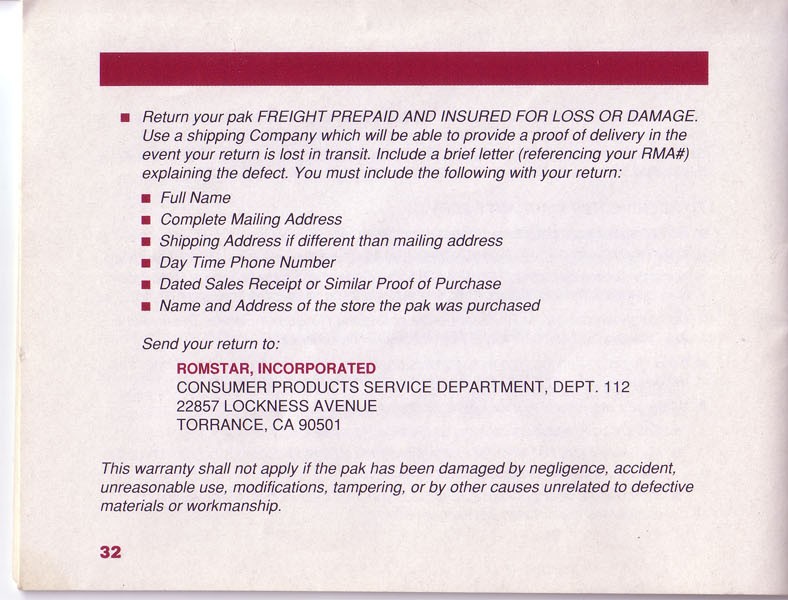 ■ Return your pak FREIGHT PREPAID AND INSURED FOR LOSS OR DAMAGE.
Use a shipping Company which will be able to provide a proof of delivery in the
event your return is lost in transit. Include a brief letter (referencing your RMA#)
explaining the defect. You must include the following with your return:
■ Full Name
■ Complete Mailing Address
■ Shipping Address if different than mailing address
■ Day Time Phone Number
■ Dated Sales Receipt or Similar Proof of Purchase
■ Name and Address of the store the pak was purchased
Send your return to:
ROMSTAR, INCORPORATED
CONSUMER PRODUCTS SERVICE DEPARTMENT, DEPT. 112
22857 LOCKNESS AVENUE
TORRANCE, CA 90501
This warranty shall not apply if the pak has been damaged by negligence, accident,
unreasonable use, modifications, tampering, or by other causes unrelated to defective
materials or workmanship.
32